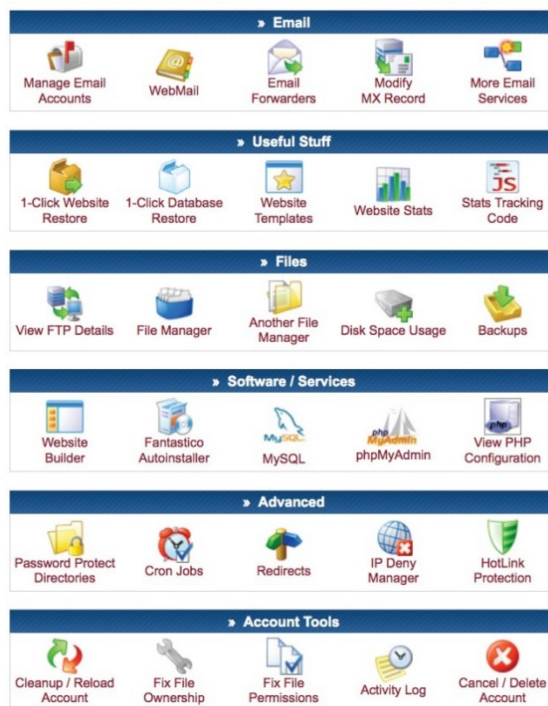 » Email
Manage Email
Accounts
WebMail
Email
Forwarders
Modify
MX Record
More Email
Services
» Useful Stuff
1-Click Website
Restore
1-Click Database
Restore
Website
Templates
Website Stats
JS
Stats Tracking
Code
» Files
View FTP Details
File Manager
Another File
Manager
Disk Space Usage
Backups
» Software / Services
Website
Builder
Fantastico
Autoinstaller
MySQL
MySQL
php
MyAdmin
phpMyAdmin
php
View PHP
Configuration
» Advanced
Password Protect
Directories
Cron Jobs
Redirects
IP Deny
Manager
HotLink
Protection
» Account Tools
Cleanup / Reload
Account
Fix File
Ownership
Fix File
Permissions
Activity Log
Cancel / Delete
Account